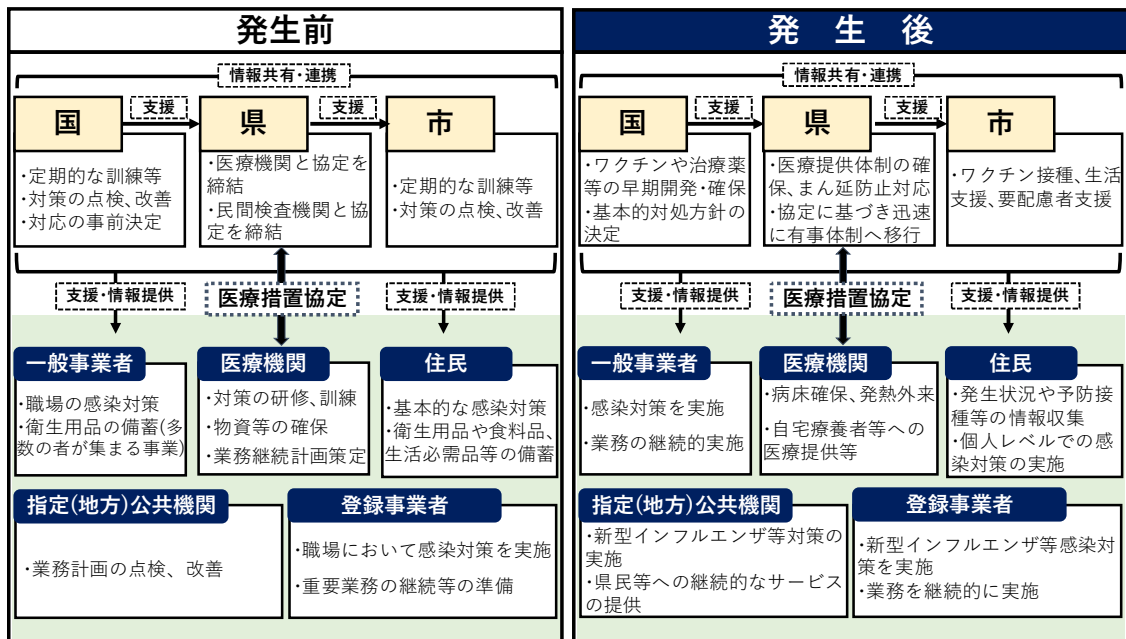 発生前
情報共有・連携
国
支援
県
支援
市
・定期的な訓練等
・対策の点検、改善
・対応の事前決定
・医療機関と協定を
締結
・民間検査機関と協
定を締結
・定期的な訓練等
・対策の点検、改善
支援・情報提供
医療措置協定
支援・情報提供
一般事業者
・職場の感染対策
・衛生用品の備蓄(多
数の者が集まる事業)
医療機関
・対策の研修、訓練
・物資等の確保
・業務継続計画策定
住民
・基本的な感染対策
・衛生用品や食料品、
生活必需品等の備蓄
指定(地方)公共機関
・業務計画の点検、改善
登録事業者
・職場において感染対策を実施
・重要業務の継続等の準備
発生後
情報共有・連携
国
支援
県
支援
市
・ワクチンや治療薬
等の早期開発・確保
・基本的対処方針の
決定
・医療提供体制の確
保、まん延防止対応
・協定に基づき迅速
に有事体制へ移行
・ワクチン接種、生活
支援、要配慮者支援
支援・情報提供
医療措置協定
支援・情報提供
一般事業者
・感染対策を実施
・業務の継続的実施
医療機関
・病床確保、発熱外来
・自宅療養者等への
医療提供等
住民
・発生状況や予防接
種等の情報収集
・個人レベルでの感
染対策の実施
指定(地方)公共機関
・新型インフルエンザ等対策の
実施
・県民等への継続的なサービス
の提供
登録事業者
・新型インフルエンザ等感染対
策を実施
・業務を継続的に実施